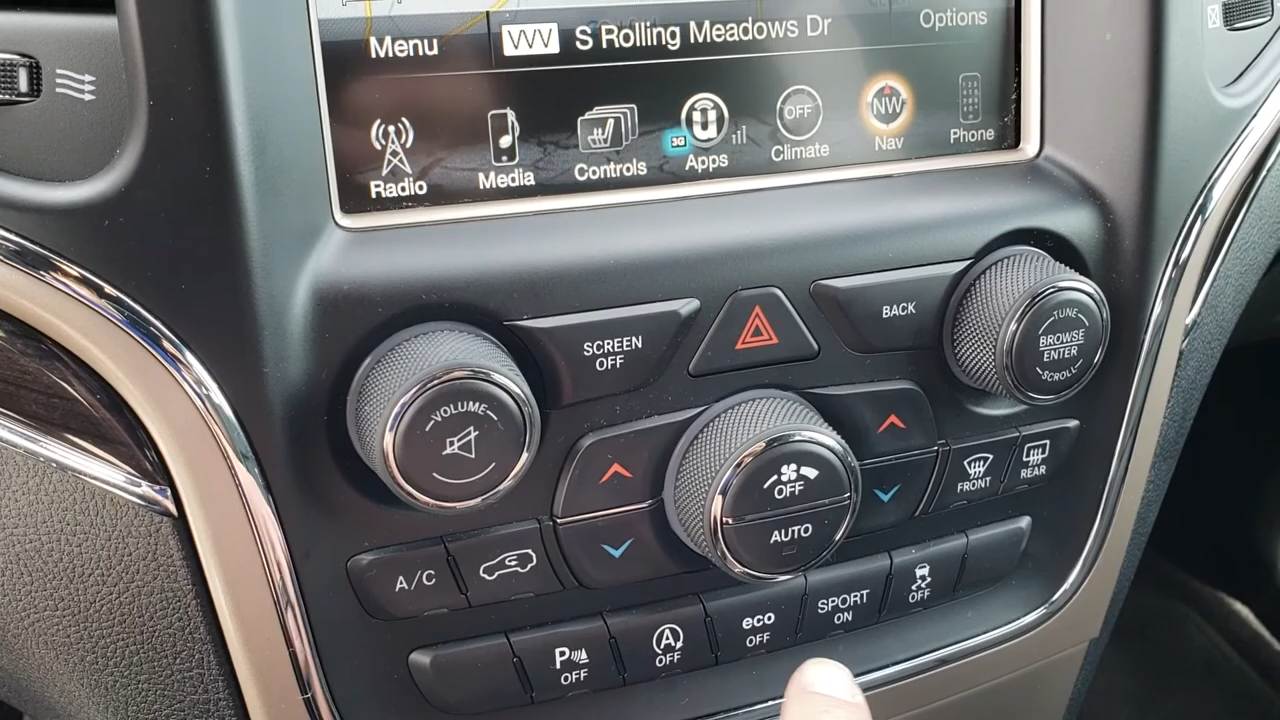 Menu
S Rolling Meadows Dr
Options
Radio
Media
Controls
3G
Apps
OFF
Climate
NW
Nav
Phone
SCREEN
OFF
BACK
TUNE
BROWSE
ENTER
SCROLL
VOLUME
OFF
AUTO
FRONT
REAR
A/C
P
OFF
A
OFF
eco
OFF
SPORT
ON
OFF